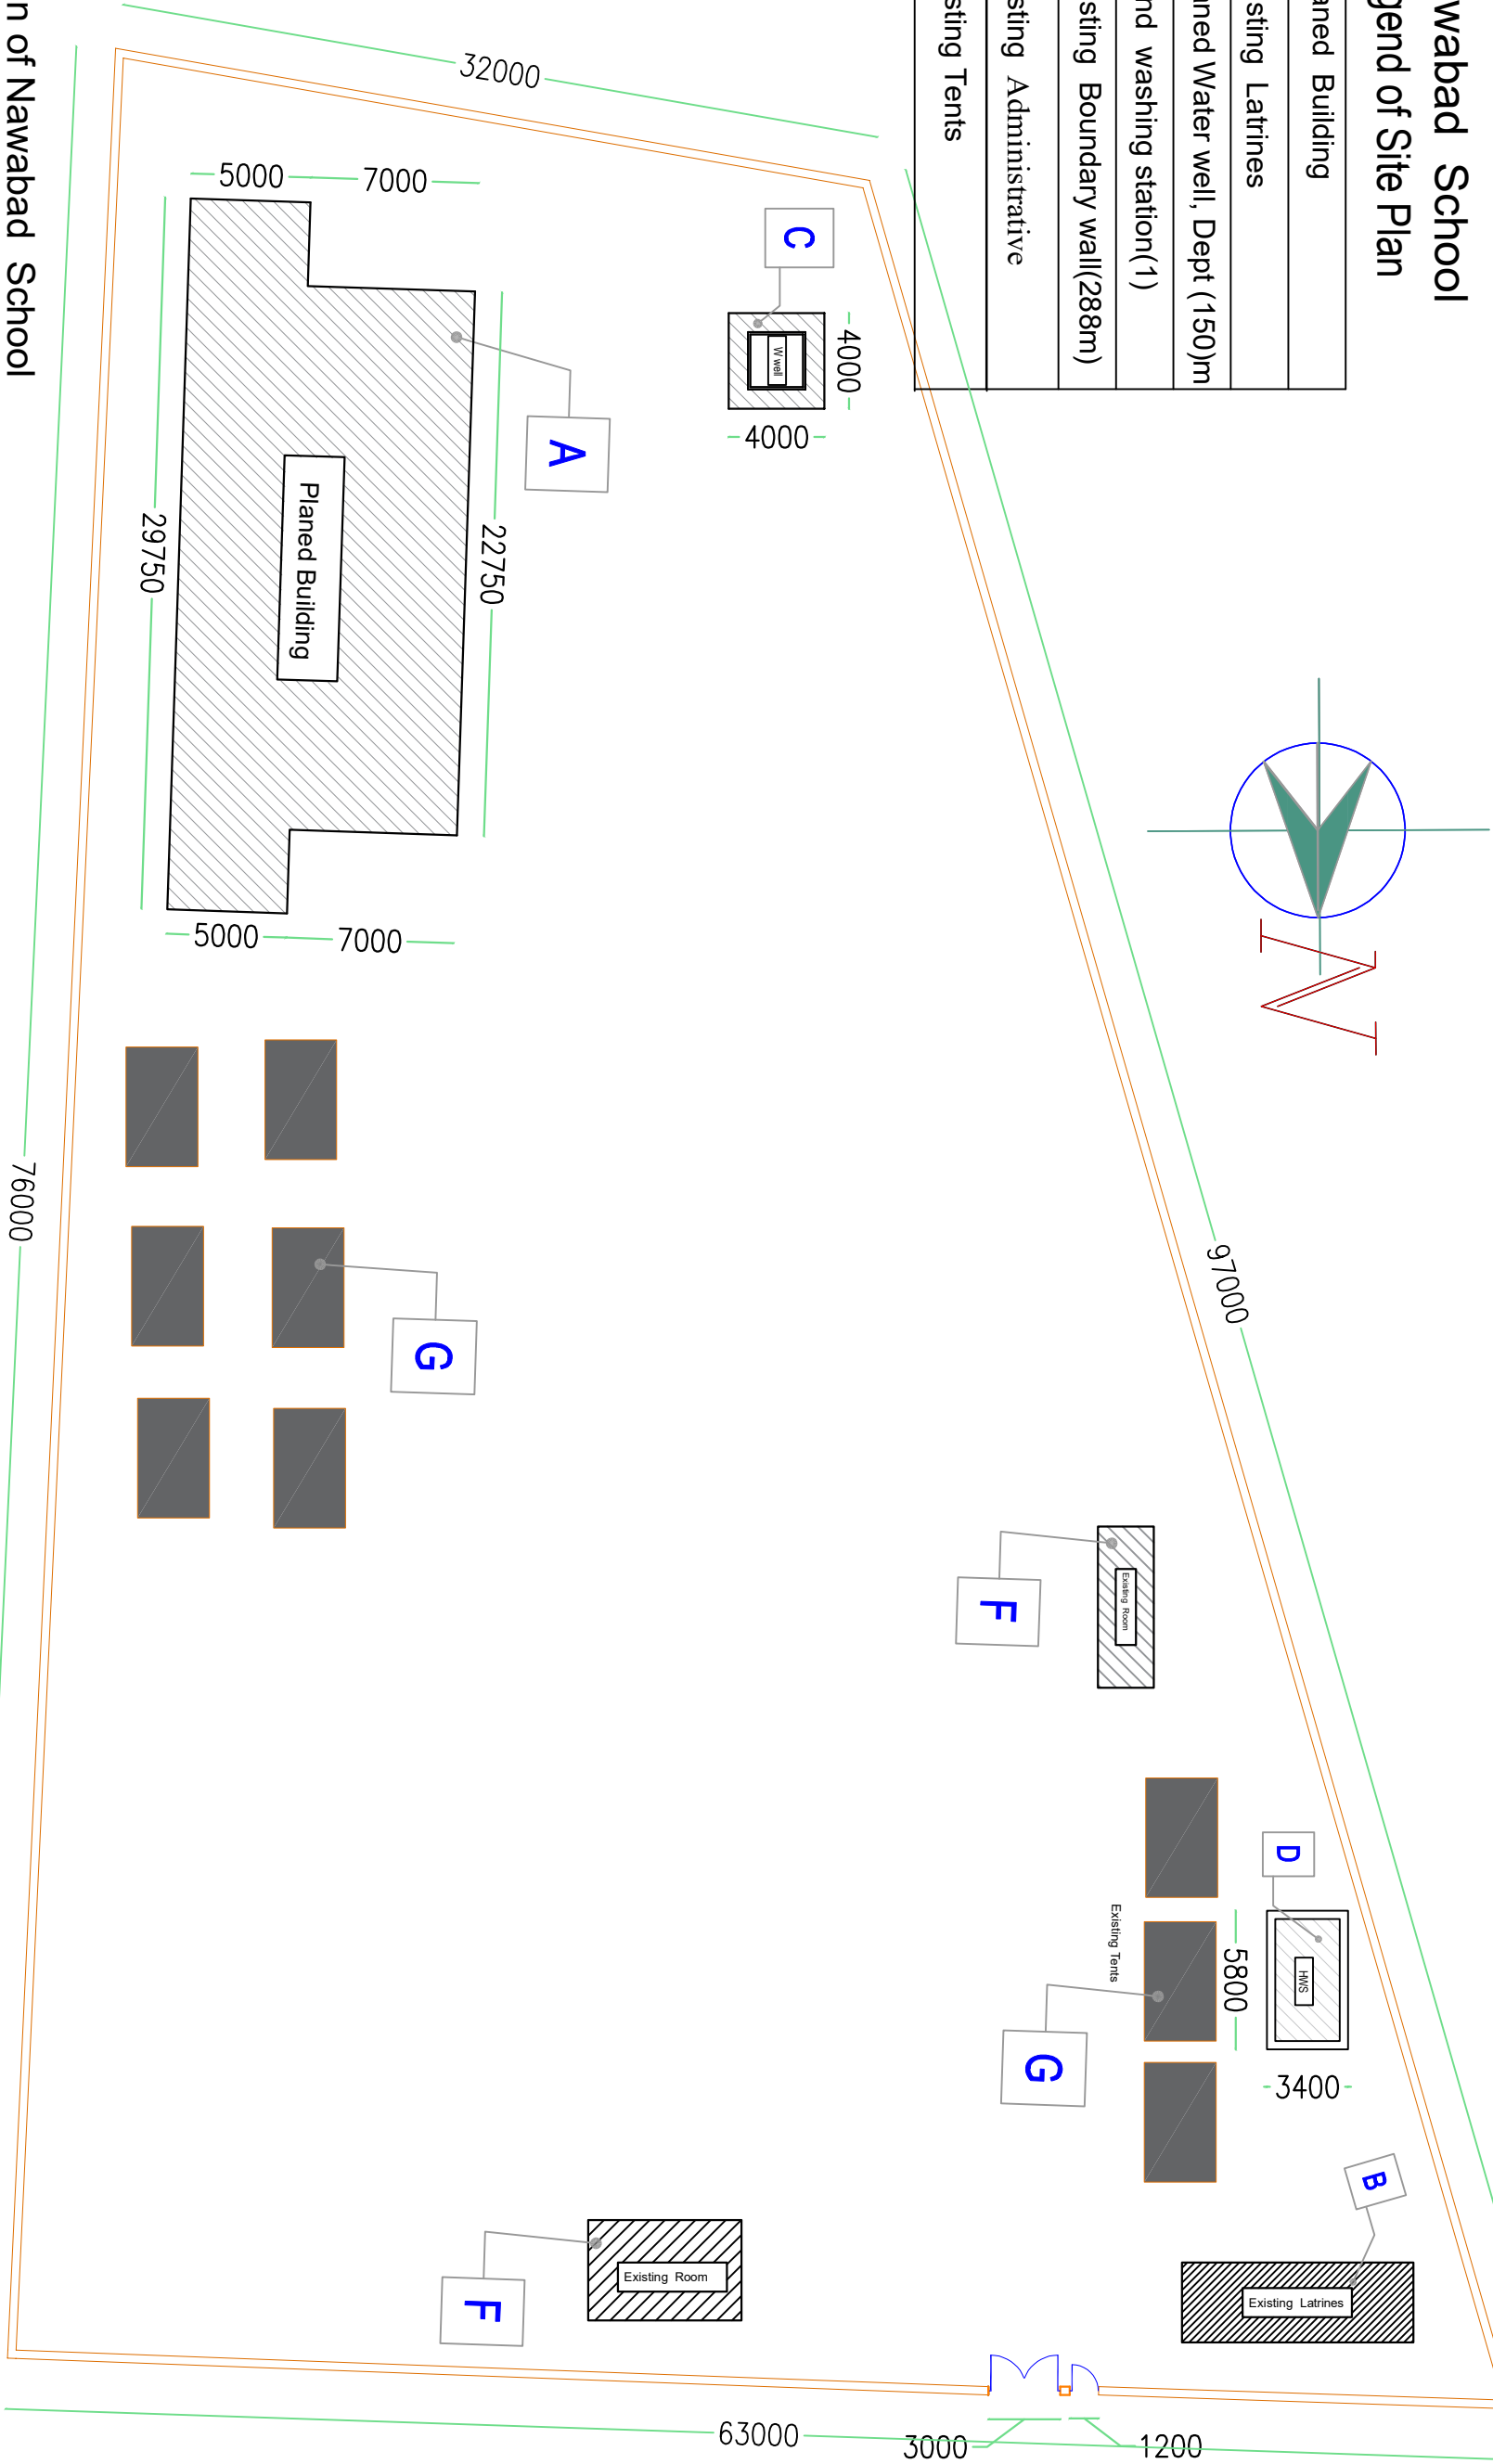 wabad School
gend of Site Plan
aned Building
sting Latrines
ned Water well, Dept (150)m
nd washing station(1)
sting Boundary wall(288m)
sting Administrative
sting Tents
n of Nawabad School
32000
5000
7000
C
W well
4000
4000
A
Planed Building
22750
29750
5000
7000
N
76000
97000
G
F
Existing Room
D
HWS
5800
3400
Existing Tents
G
B
Existing Latrines
F
Existing Room
63000
3000
1200